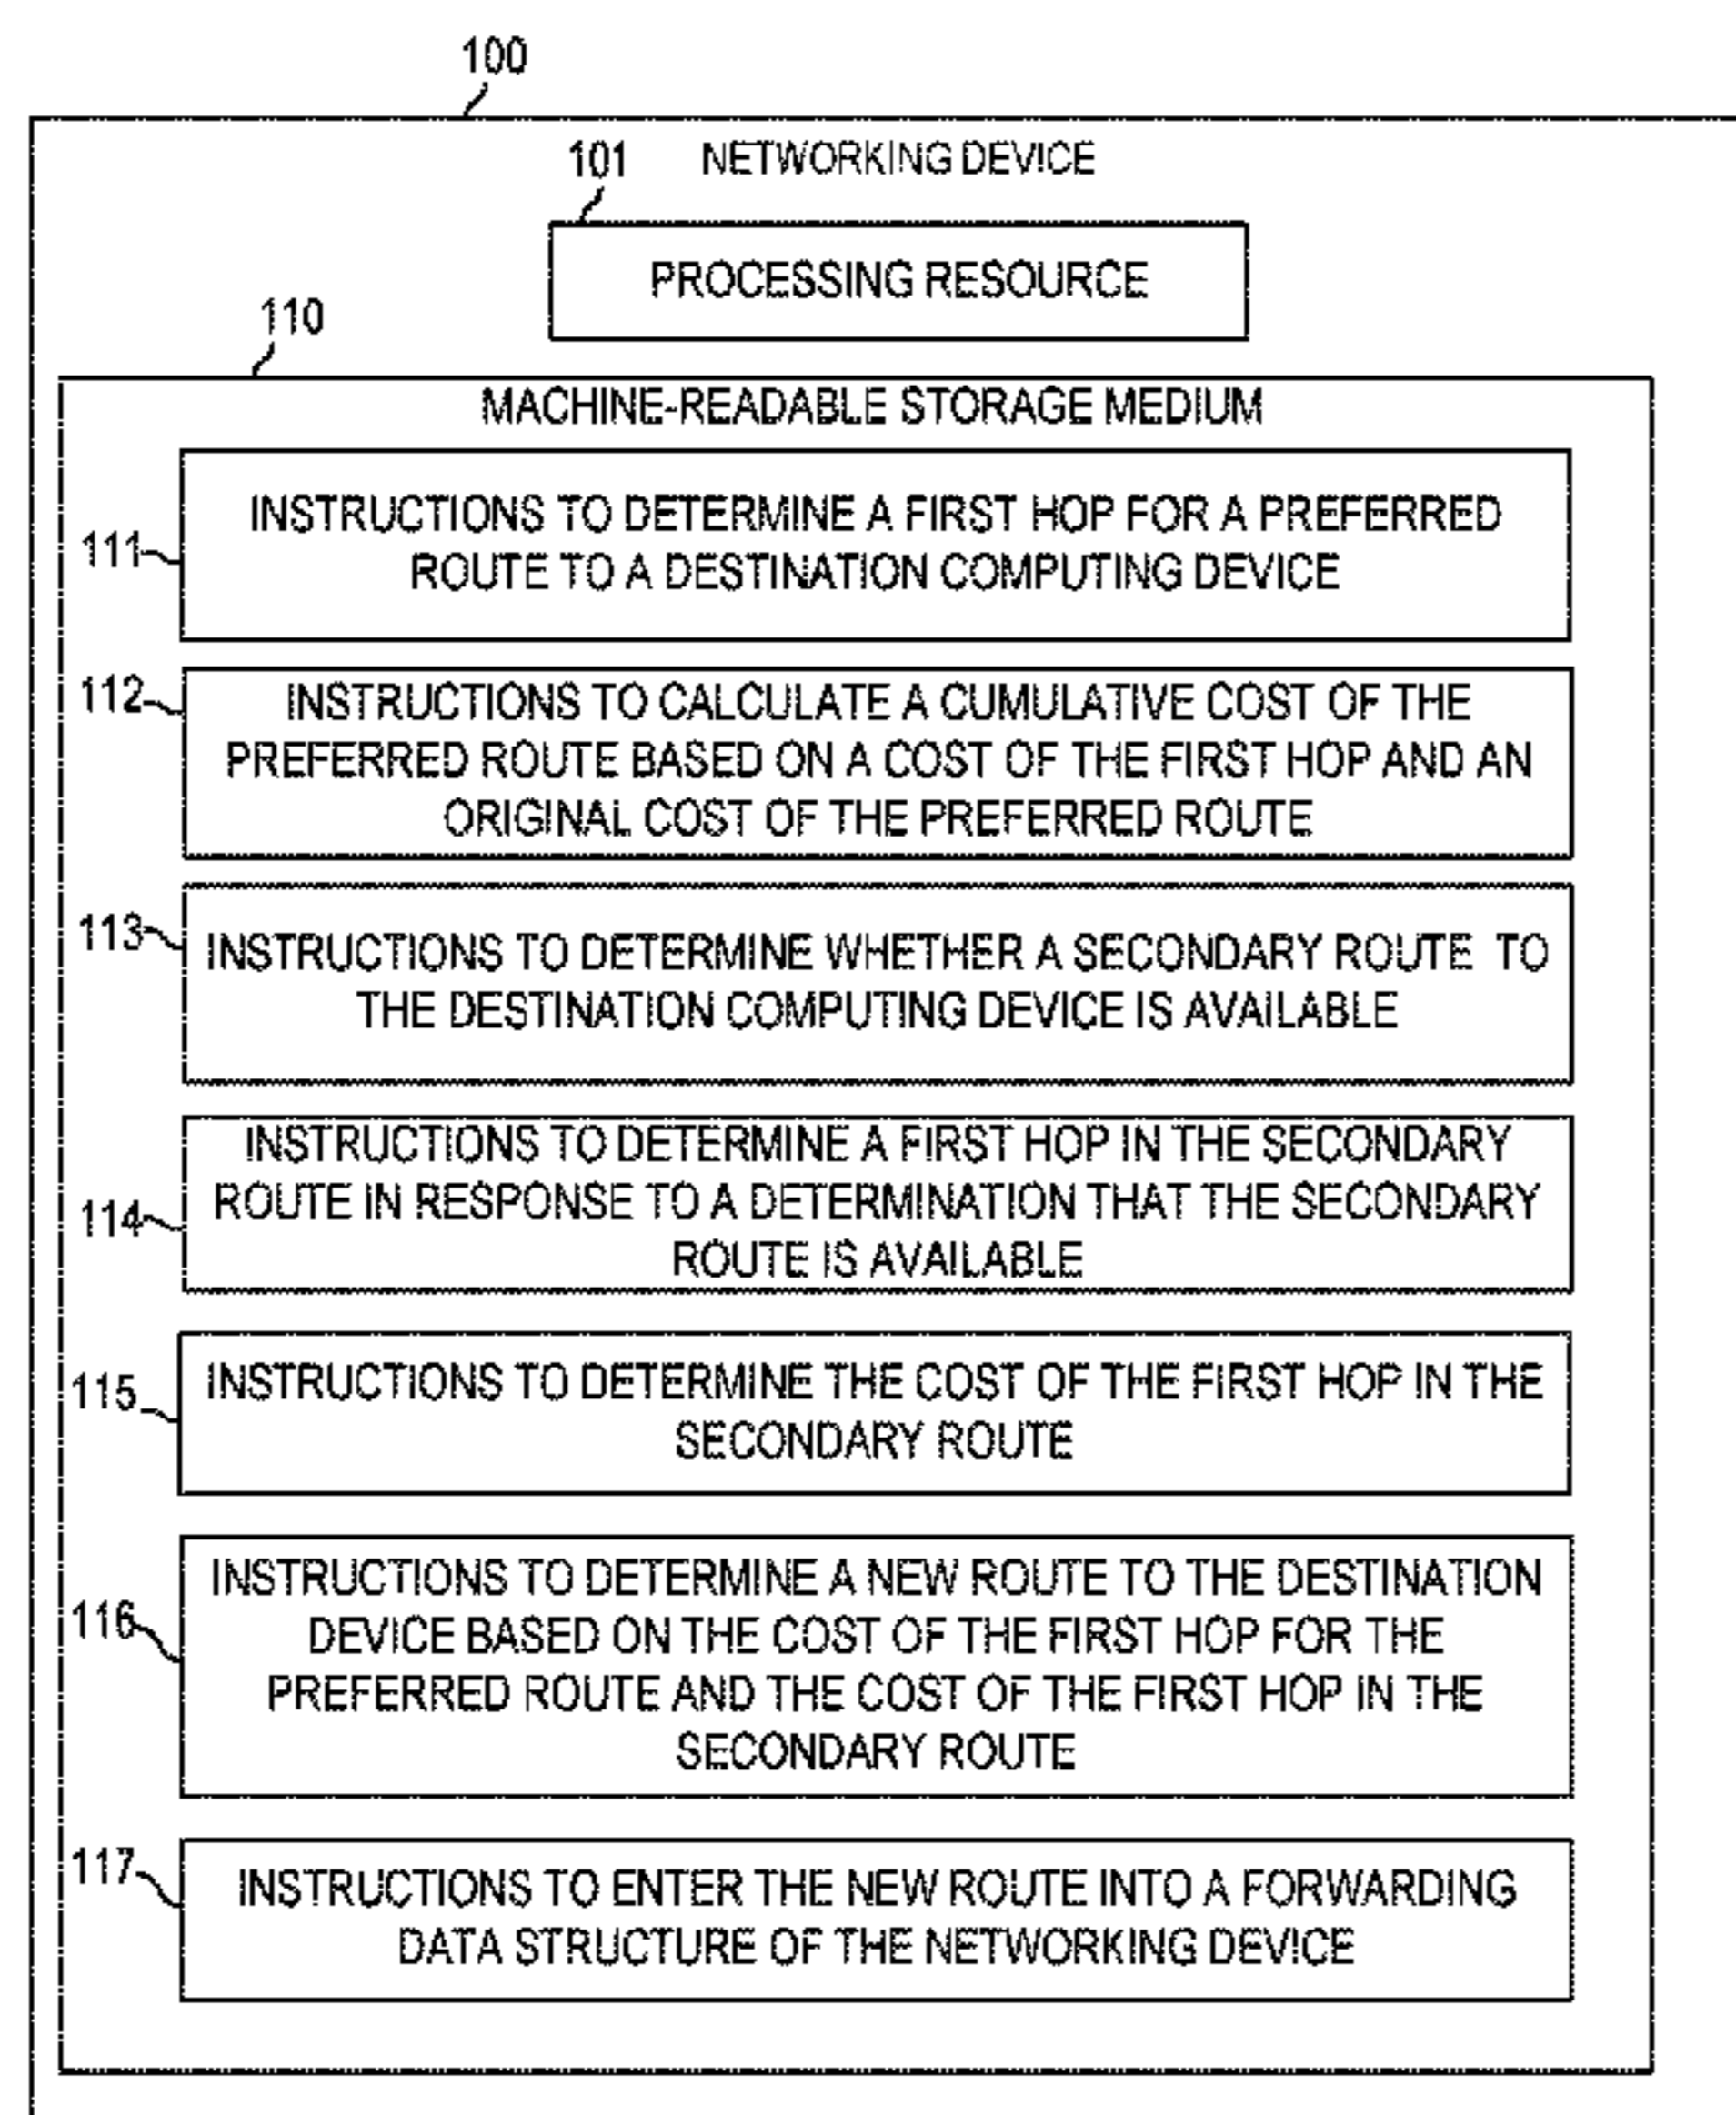 100
101 NETWORKING DEVICE
PROCESSING RESOURCE
110
MACHINE-READABLE STORAGE MEDIUM
INSTRUCTIONS TO DETERMINE A FIRST HOP FOR A PREFERRED
111
ROUTE TO A DESTINATION COMPUTING DEVICE
112
INSTRUCTIONS TO CALCULATE A CUMULATIVE COST OF THE
PREFERRED ROUTE BASED ON A COST OF THE FIRST HOP AND AN
ORIGINAL COST OF THE PREFERRED ROUTE
113
INSTRUCTIONS TO DETERMINE WHETHER A SECONDARY ROUTE TO
THE DESTINATION COMPUTING DEVICE IS AVAILABLE
INSTRUCTIONS TO DETERMINE A FIRST HOP IN THE SECONDARY
ROUTE IN RESPONSE TO A DETERMINATION THAT THE SECONDARY
114
ROUTE IS AVAILABLE
115
INSTRUCTIONS TO DETERMINE THE COST OF THE FIRST HOP IN THE
SECONDARY ROUTE
INSTRUCTIONS TO DETERMINE A NEW ROUTE TO THE DESTINATION
116
DEVICE BASED ON THE COST OF THE FIRST HOP FOR THE
PREFERRED ROUTE AND THE COST OF THE FIRST HOP IN THE
SECONDARY ROUTE
117
INSTRUCTIONS TO ENTER THE NEW ROUTE INTO A FORWARDING
DATA STRUCTURE OF THE NETWORKING DEVICE